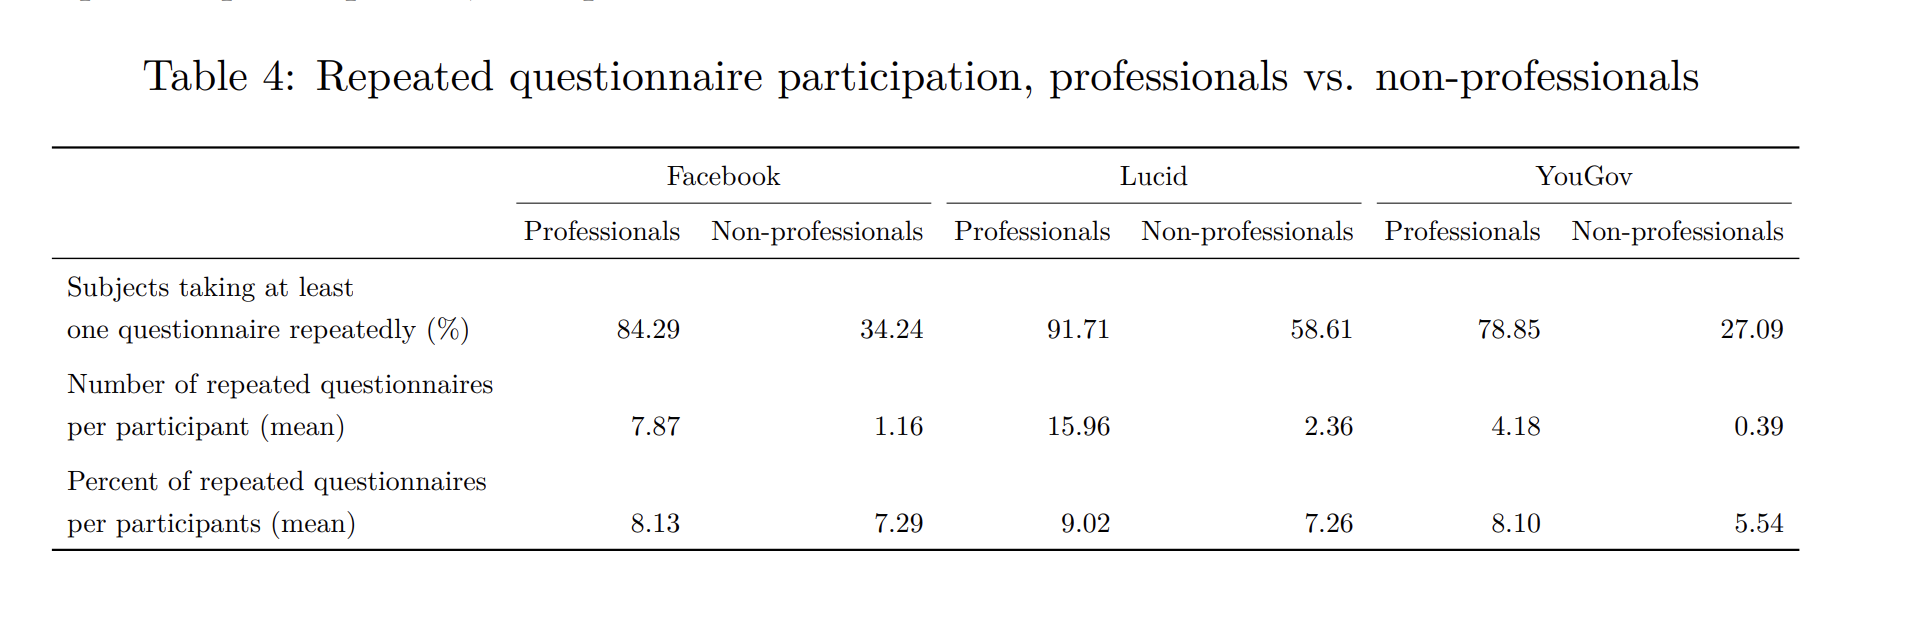 Table 4: Repeated questionnaire participation, professionals vs. non-professionals
Facebook Lucid YouGov
Professionals Non-professionals Professionals Non-professionals Professionals Non-professionals
Subjects taking at least
one questionnaire repeatedly (%) 84.29 34.24 91.71 58.61 78.85 27.09
Number of repeated questionnaires
per participant (mean) 7.87 1.16 15.96 2.36 4.18 0.39
Percent of repeated questionnaires
per participants (mean) 8.13 7.29 9.02 7.26 8.10 5.54